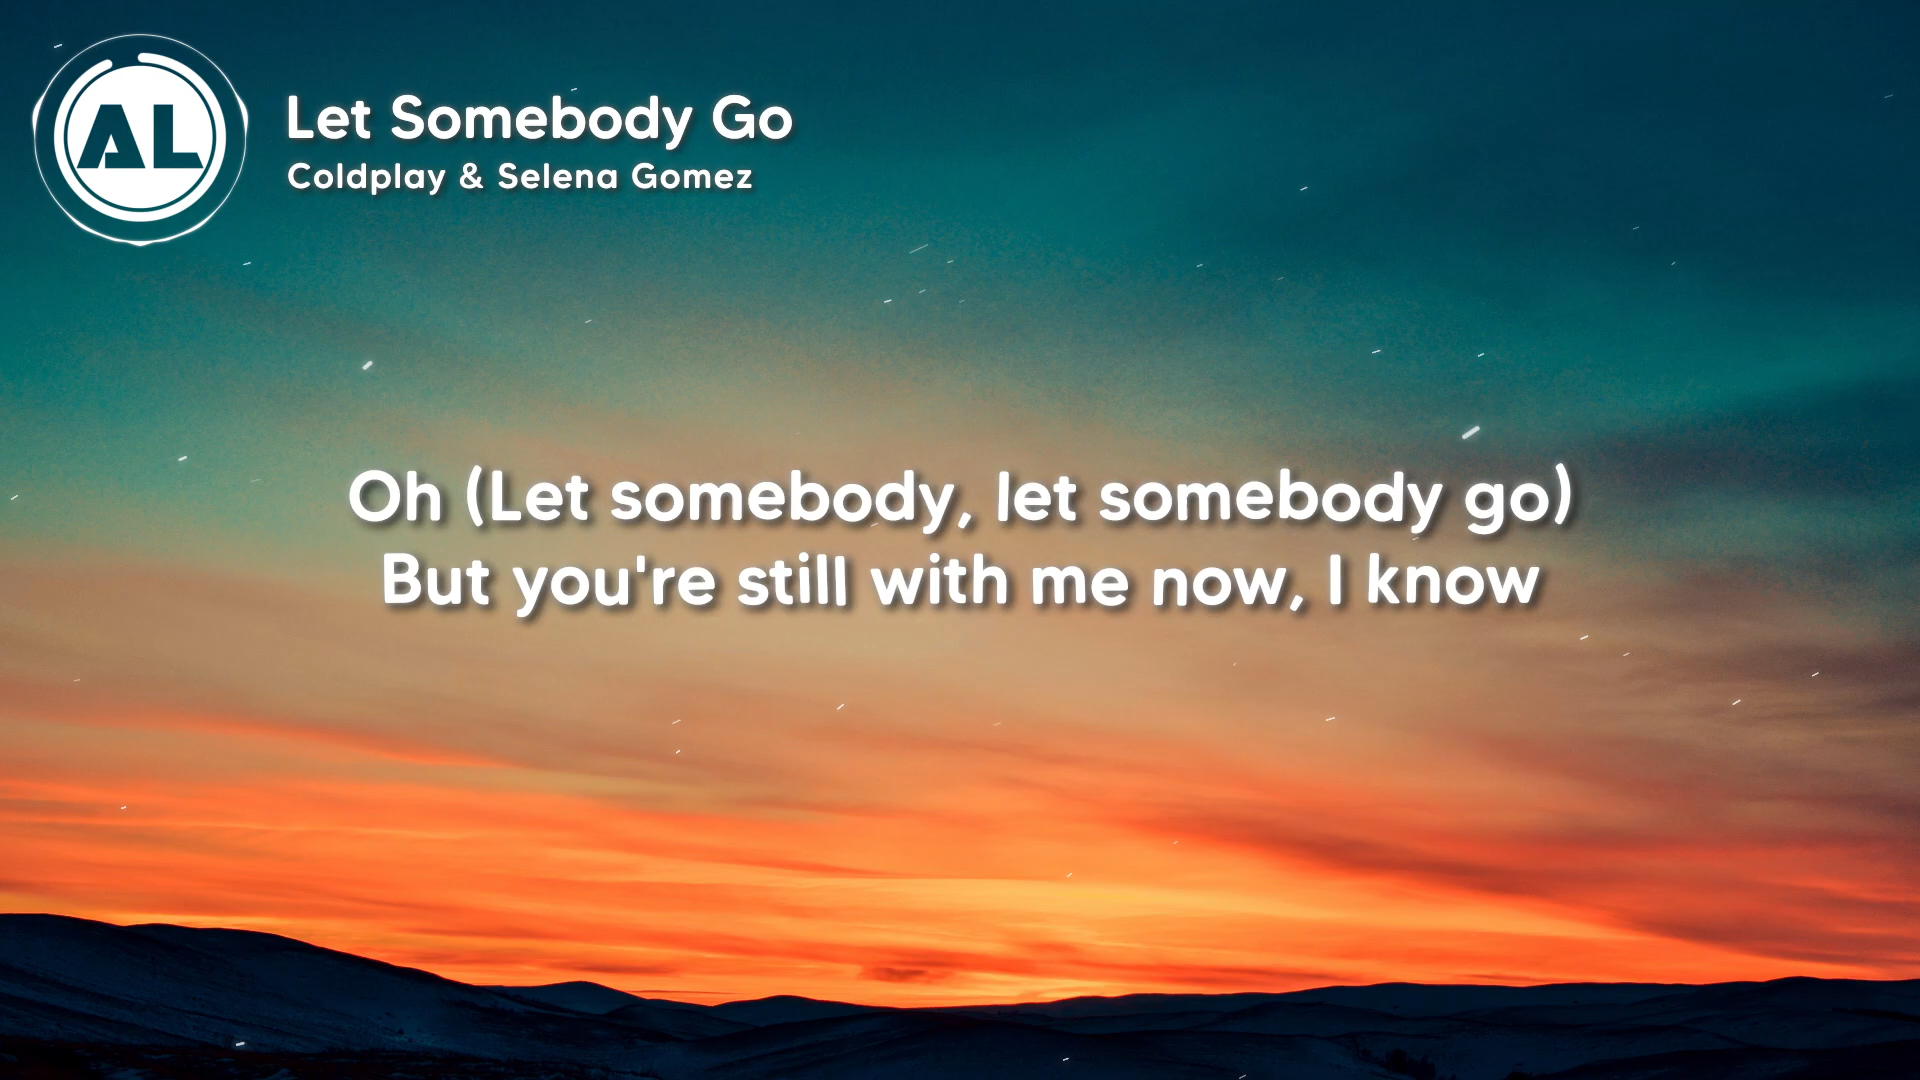 AL
Let Somebody Go
Coldplay & Selena Gomez
Oh (Let somebody, let somebody go)
But you're still with me now, I know